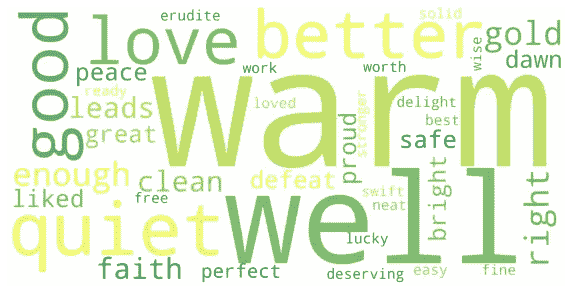 erudite
solid
good
love
better
wise
gold
peace
work
worth
dawn
warm
ready
leads
loved
delight
stronger
great
best
proud
safe
enough
clean
defeat
bright
right
liked
free
well
swift
neat
quiet
lucky
faith
perfect
deserving
easy
fine